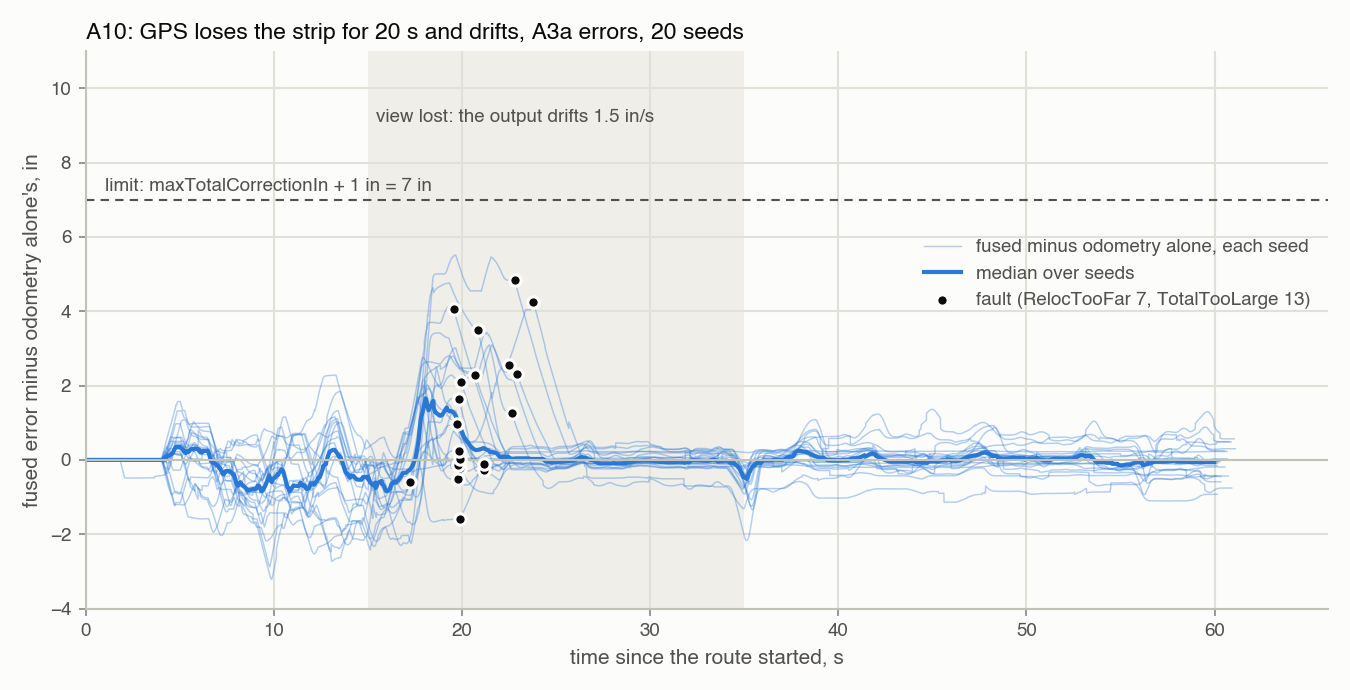 A10: GPS loses the strip for 20 s and drifts, A3a errors, 20 seeds
fused error minus odometry alone's, in
10
8
6
4
2
0
−2
−4
view lost: the output drifts 1.5 in/s
limit: maxTotalCorrectionIn + 1 in = 7 in
fused minus odometry alone, each seed
median over seeds
fault (RelocTooFar 7, TotalTooLarge 13)
0 10 20 30 40 50 60
time since the route started, s